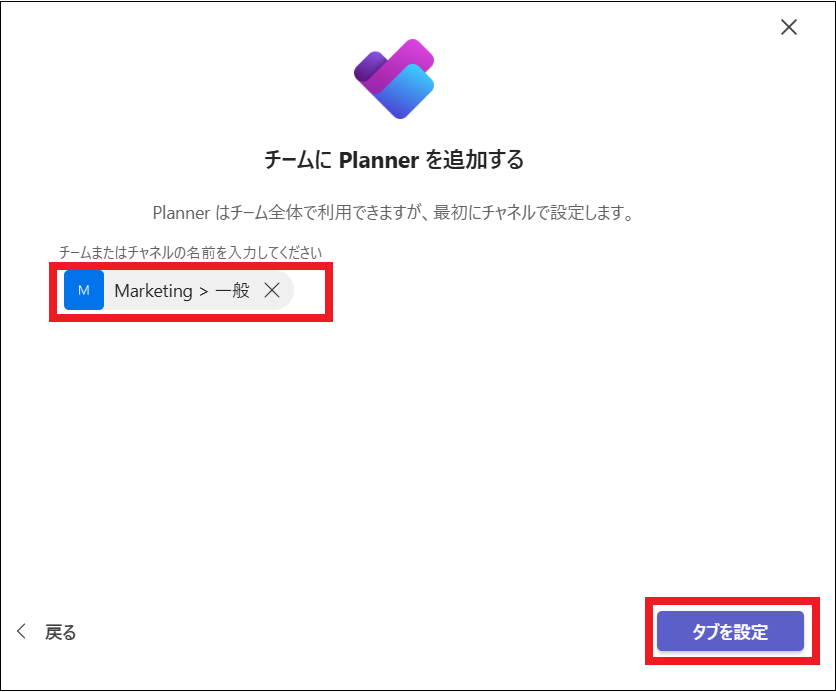 チームに Planner を追加する
Planner はチーム全体で利用できますが、最初にチャネルで設定します。
チームまたはチャネルの名前を入力してください
M Marketing > 一般
戻る
タブを設定